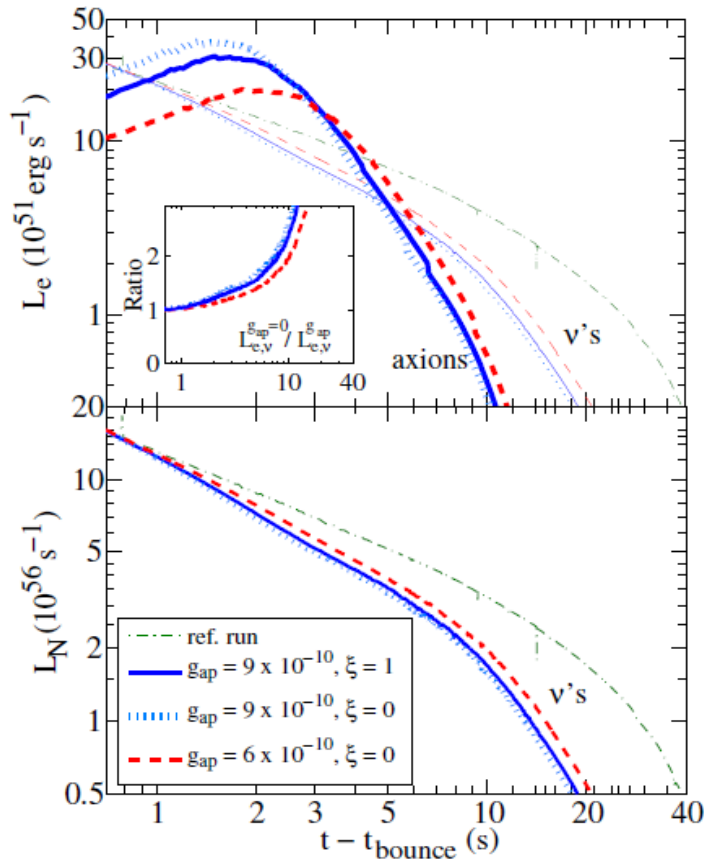 50
30
10
1
L_e (10^51 erg s^−1)
2
1
0
Ratio
1
10
40
L_e,ν^g_ap=0 / L_e,ν^g_ap
ν's
axions
20
10
5
2
1
0.5
L_N (10^56 s^−1)
ref. run
g_ap = 9 x 10^−10, ξ = 1
g_ap = 9 x 10^−10, ξ = 0
g_ap = 6 x 10^−10, ξ = 0
ν's
1
2
3
5
10
20
40
t − t_bounce (s)